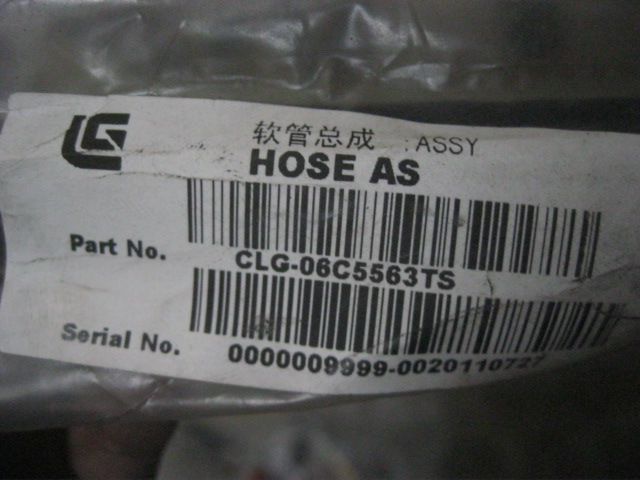 软管总成 :ASSY
HOSE AS
Part No. CLG-06C5563TS
Serial No. 0000009999-0020110727